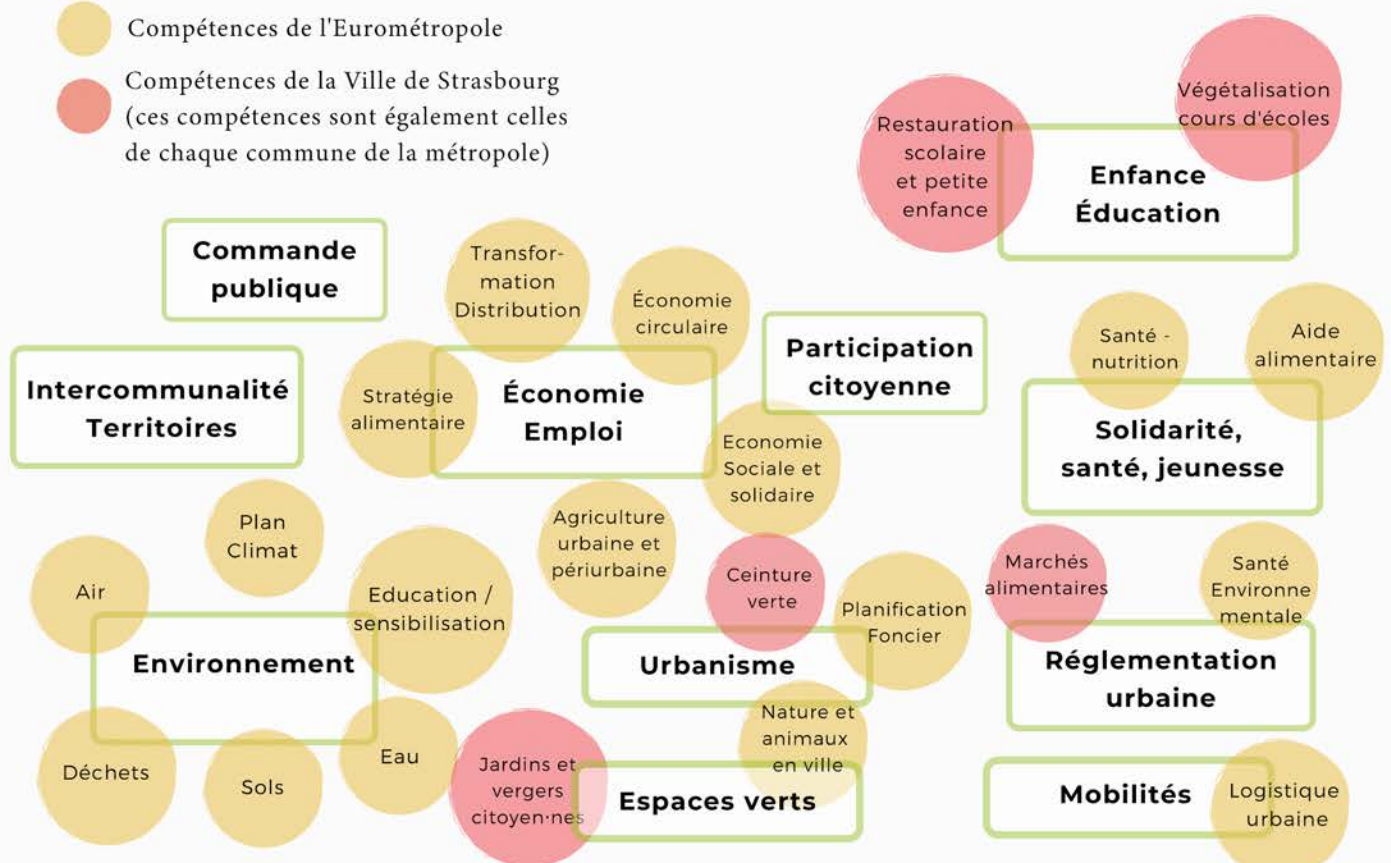 Compétences de l'Eurométropole
Compétences de la Ville de Strasbourg
(ces compétences sont également celles
de chaque commune de la métropole)
Restauration
scolaire
et petite
enfance
Végétalisation
cours d'écoles
Enfance
Éducation
Commande
publique
Transfor-
mation
Distribution
Économie
circulaire
Participation
citoyenne
Santé -
nutrition
Aide
alimentaire
Intercommunalité
Territoires
Stratégie
alimentaire
Économie
Emploi
Economie
Sociale et
solidaire
Solidarité,
santé, jeunesse
Plan
Climat
Air
Education /
sensibilisation
Agriculture
urbaine et
périurbaine
Ceinture
verte
Planification
Foncier
Marchés
alimentaires
Santé
Environne
mentale
Environnement
Urbanisme
Réglementation
urbaine
Déchets
Sols
Eau
Jardins et
vergers
citoyen·nes
Nature et
animaux
en ville
Espaces verts
Mobilités
Logistique
urbaine